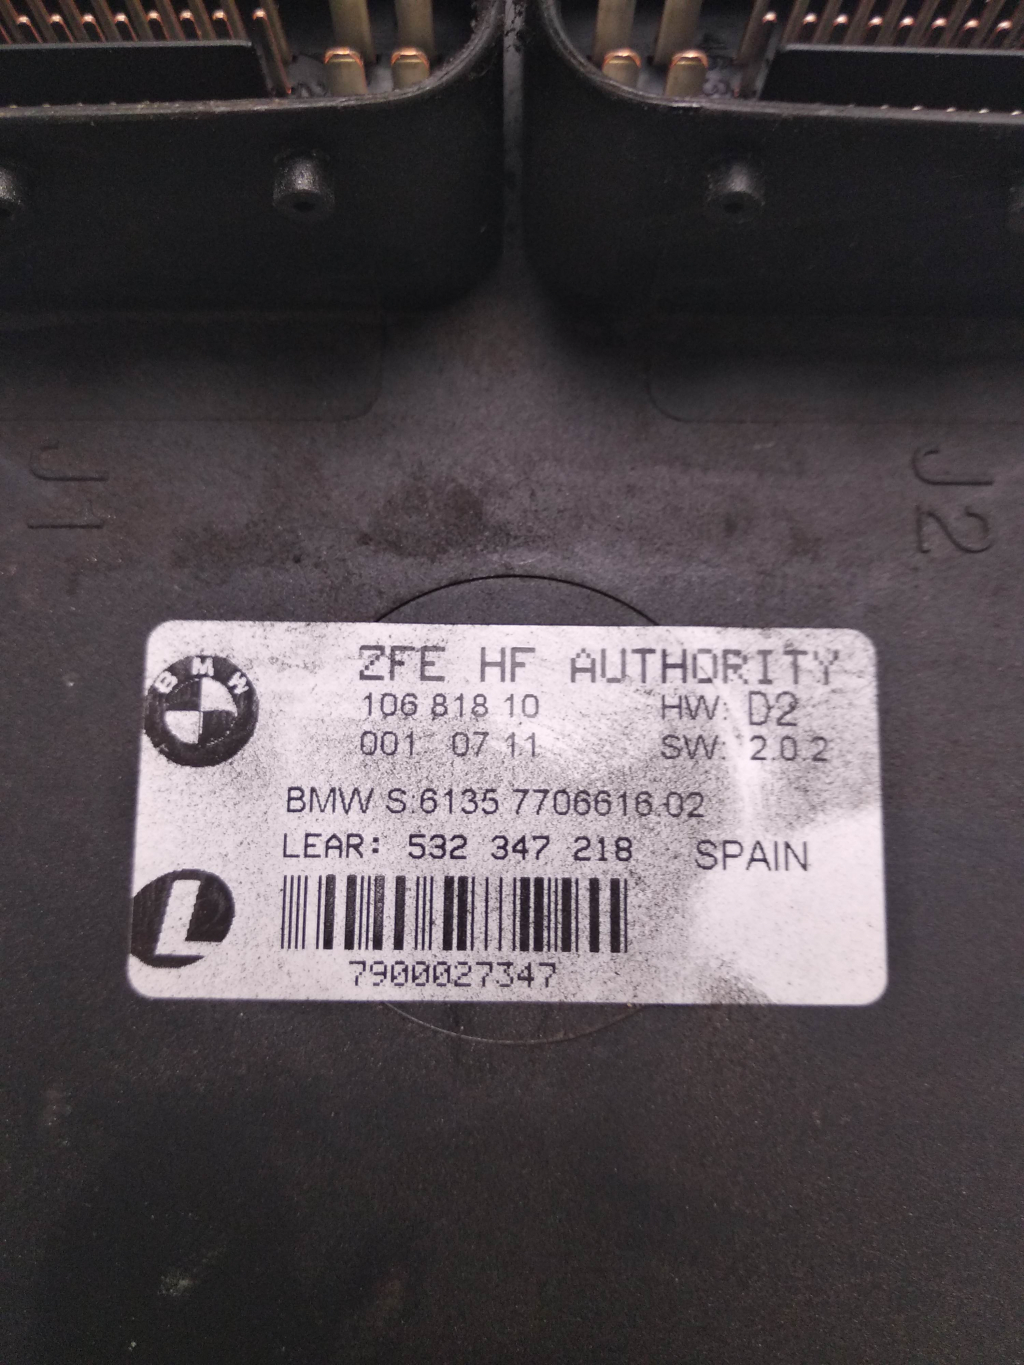 J1
J2
BMW
ZFE HF AUTHORITY
106 818 10 HW: D2
001 07 11 SW: 2.0.2
BMW S.6135 7706616.02
LEAR: 532 347 218 SPAIN
L
7900027347